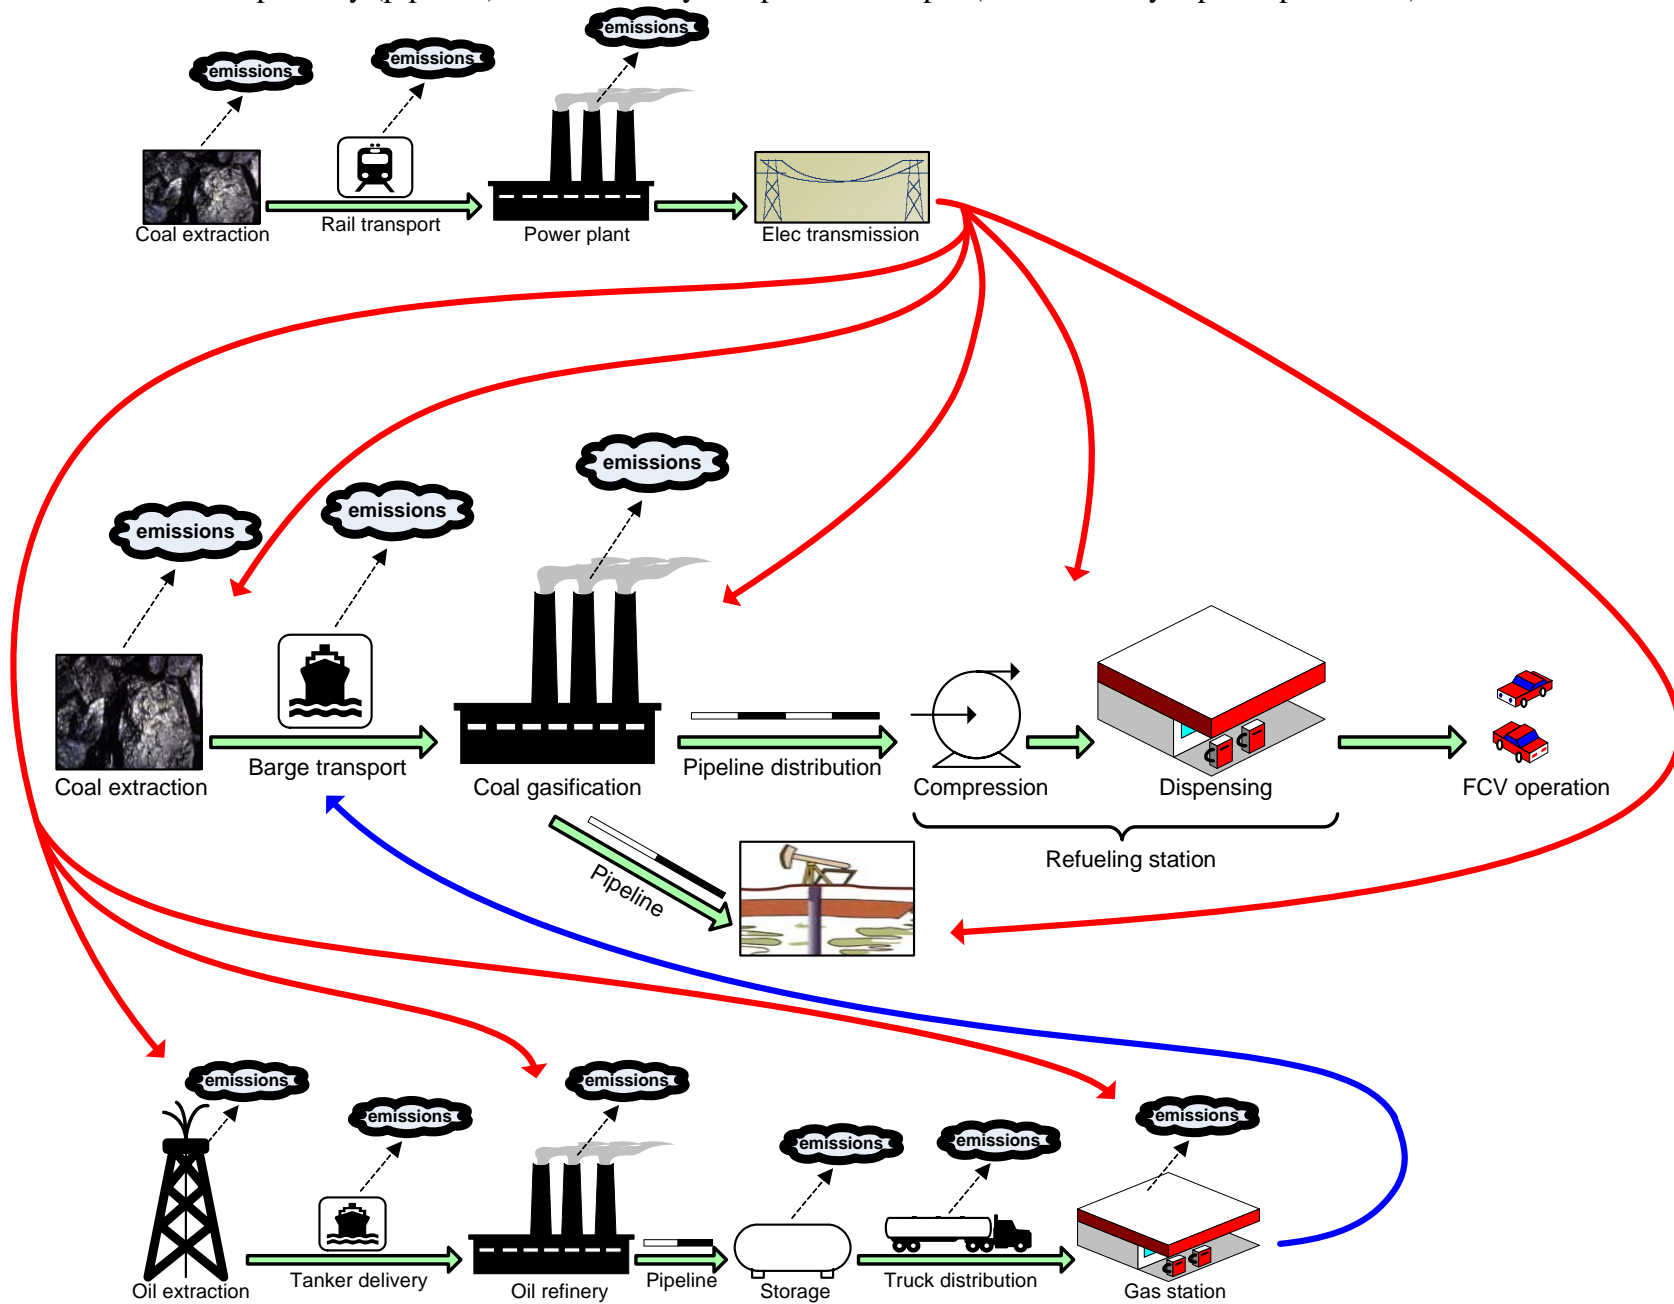 emissions
emissions
emissions
Coal extraction
Rail transport
Power plant
Elec transmission
emissions
emissions
emissions
Coal extraction
Barge transport
Coal gasification
Pipeline distribution
Compression
Dispensing
FCV operation
Refueling station
Pipeline
emissions
emissions
emissions
emissions
emissions
emissions
Oil extraction
Tanker delivery
Oil refinery
Pipeline
Storage
Truck distribution
Gas station